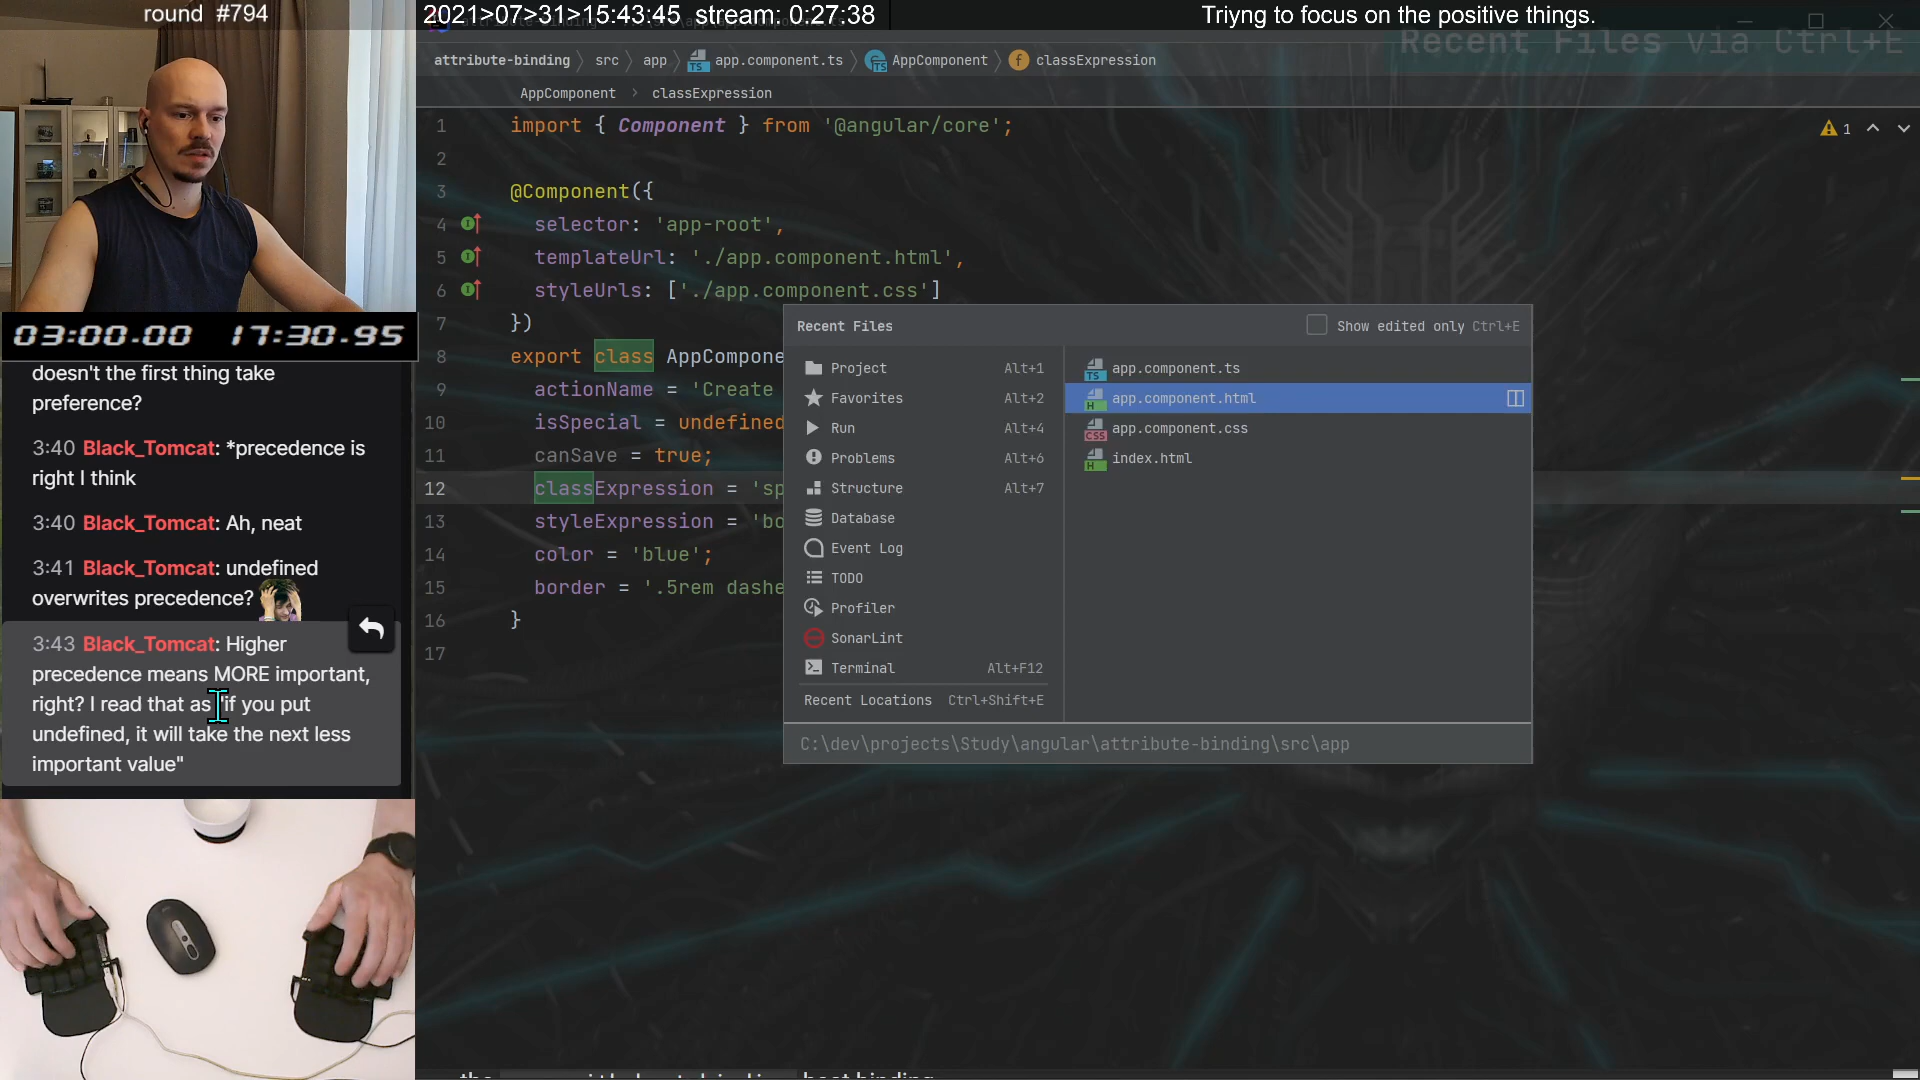 round #794
2021>07>31>15:43:45 stream: 0:27:38
Triyng to focus on the positive things.
Recent Files via Ctrl+E
attribute-binding
src
app
app.component.ts
AppComponent
classExpression
AppComponent
classExpression
1 import { Component } from '@angular/core';
2
3 @Component({
4 selector: 'app-root',
5 templateUrl: './app.component.html',
6 styleUrls: ['./app.component.css']
7 })
8 export class AppCompone
9 actionName = 'Create
10 isSpecial = undefined
11 canSave = true;
12 classExpression = 'sp
13 styleExpression = 'bo
14 color = 'blue';
15 border = '.5rem dashe
16 }
17
1
Recent Files
Show edited only Ctrl+E
Project Alt+1
Favorites Alt+2
Run Alt+4
Problems Alt+6
Structure Alt+7
Database
Event Log
TODO
Profiler
SonarLint
Terminal Alt+F12
Recent Locations Ctrl+Shift+E
app.component.ts
app.component.html
app.component.css
index.html
C:\dev\projects\Study\angular\attribute-binding\src\app
03:00.00 17:30.95
doesn't the first thing take
preference?
3:40 Black_Tomcat: *precedence is
right I think
3:40 Black_Tomcat: Ah, neat
3:41 Black_Tomcat: undefined
overwrites precedence?
3:43 Black_Tomcat: Higher
precedence means MORE important,
right? I read that as "if you put
undefined, it will take the next less
important value"